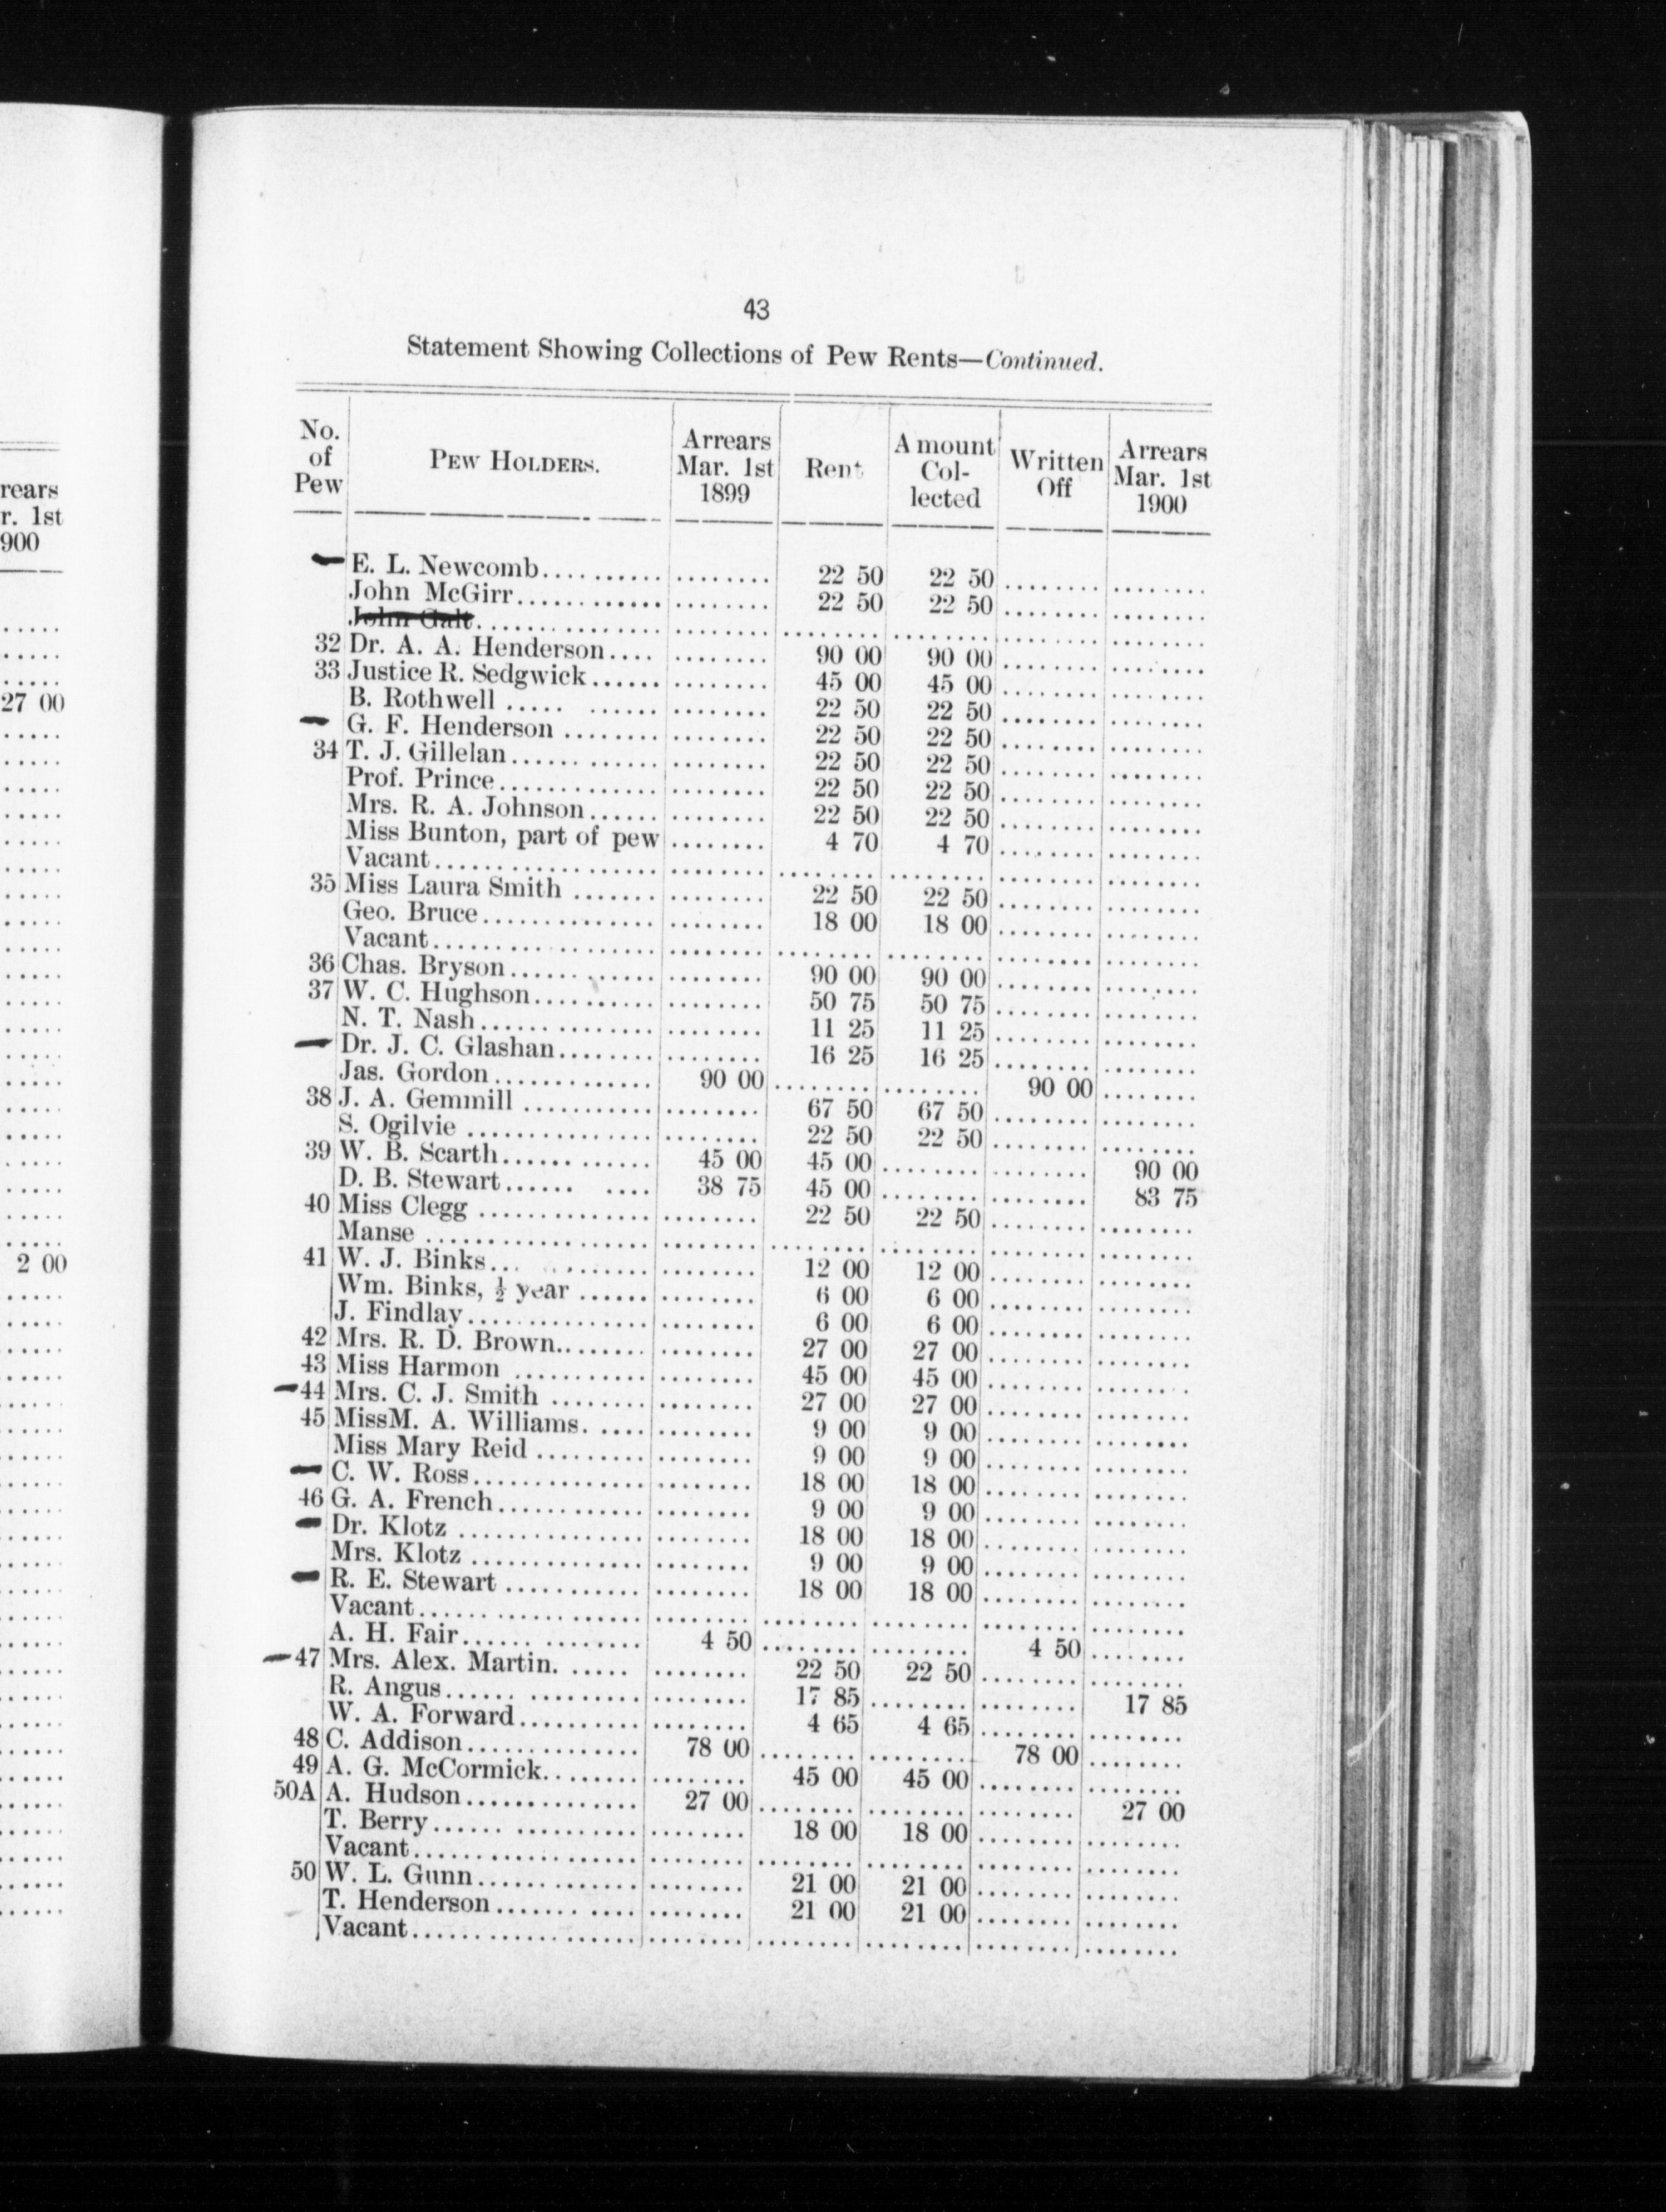 rears
r. 1st
900
27 00
2 00
43
Statement Showing Collections of Pew Rents—Continued.
No. of Pew | PEW HOLDERS. | Arrears Mar. 1st 1899 | Rent | Amount Collected | Written Off | Arrears Mar. 1st 1900
— E. L. Newcomb.......... ........ 22 50 22 50 ........ ........
John McGirr............ ........ 22 50 22 50 ........ ........
John Galt............... ........ ........ ........ ........ ........
32 Dr. A. A. Henderson.... ........ 90 00 90 00 ........ ........
33 Justice R. Sedgwick...... ........ 45 00 45 00 ........ ........
B. Rothwell ..... ...... ........ 22 50 22 50 ........ ........
— G. F. Henderson ........ ........ 22 50 22 50 ........ ........
34 T. J. Gillelan............ ........ 22 50 22 50 ........ ........
Prof. Prince............. ........ 22 50 22 50 ........ ........
Mrs. R. A. Johnson...... ........ 22 50 22 50 ........ ........
Miss Bunton, part of pew ........ 4 70 4 70 ........ ........
Vacant.................. ........ ........ ........ ........ ........
35 Miss Laura Smith ....... ........ 22 50 22 50 ........ ........
Geo. Bruce.............. ........ 18 00 18 00 ........ ........
Vacant.................. ........ ........ ........ ........ ........
36 Chas. Bryson............ ........ 90 00 90 00 ........ ........
37 W. C. Hughson.......... ........ 50 75 50 75 ........ ........
N. T. Nash.............. ........ 11 25 11 25 ........ ........
— Dr. J. C. Glashan........ ........ 16 25 16 25 ........ ........
Jas. Gordon............. 90 00 ........ ........ 90 00 ........
38 J. A. Gemmill ........... ........ 67 50 67 50 ........ ........
S. Ogilvie ............... ........ 22 50 22 50 ........ ........
39 W. B. Scarth............ 45 00 45 00 ........ ........ 90 00
D. B. Stewart...... .... 38 75 45 00 ........ ........ 83 75
40 Miss Clegg .............. ........ 22 50 22 50 ........ ........
Manse .................. ........ ........ ........ ........ ........
41 W. J. Binks... ........ ........ 12 00 12 00 ........ ........
Wm. Binks, ½ year ...... ........ 6 00 6 00 ........ ........
J. Findlay............... ........ 6 00 6 00 ........ ........
42 Mrs. R. D. Brown........ ........ 27 00 27 00 ........ ........
43 Miss Harmon ........... ........ 45 00 45 00 ........ ........
—44 Mrs. C. J. Smith ........ ........ 27 00 27 00 ........ ........
45 MissM. A. Williams. .... ........ 9 00 9 00 ........ ........
Miss Mary Reid ......... ........ 9 00 9 00 ........ ........
— C. W. Ross.............. ........ 18 00 18 00 ........ ........
46 G. A. French............ ........ 9 00 9 00 ........ ........
— Dr. Klotz ............... ........ 18 00 18 00 ........ ........
Mrs. Klotz .............. ........ 9 00 9 00 ........ ........
— R. E. Stewart ........... ........ 18 00 18 00 ........ ........
Vacant.................. ........ ........ ........ ........ ........
A. H. Fair...... ........ 4 50 ........ ........ 4 50 ........
—47 Mrs. Alex. Martin. ..... ........ 22 50 22 50 ........ ........
R. Angus...... ......... ........ 17 85 ........ ........ 17 85
W. A. Forward........... ........ 4 65 4 65 ........ ........
48 C. Addison.............. 78 00 ........ ........ 78 00 ........
49 A. G. McCormick........ ........ 45 00 45 00 ........ ........
50A A. Hudson.............. 27 00 ........ ........ ........ 27 00
T. Berry...... .......... ........ 18 00 18 00 ........ ........
Vacant.................. ........ ........ ........ ........ ........
50 W. L. Gunn............. ........ 21 00 21 00 ........ ........
T. Henderson....... .... ........ 21 00 21 00 ........ ........
Vacant.................. ........ ........ ........ ........ ........